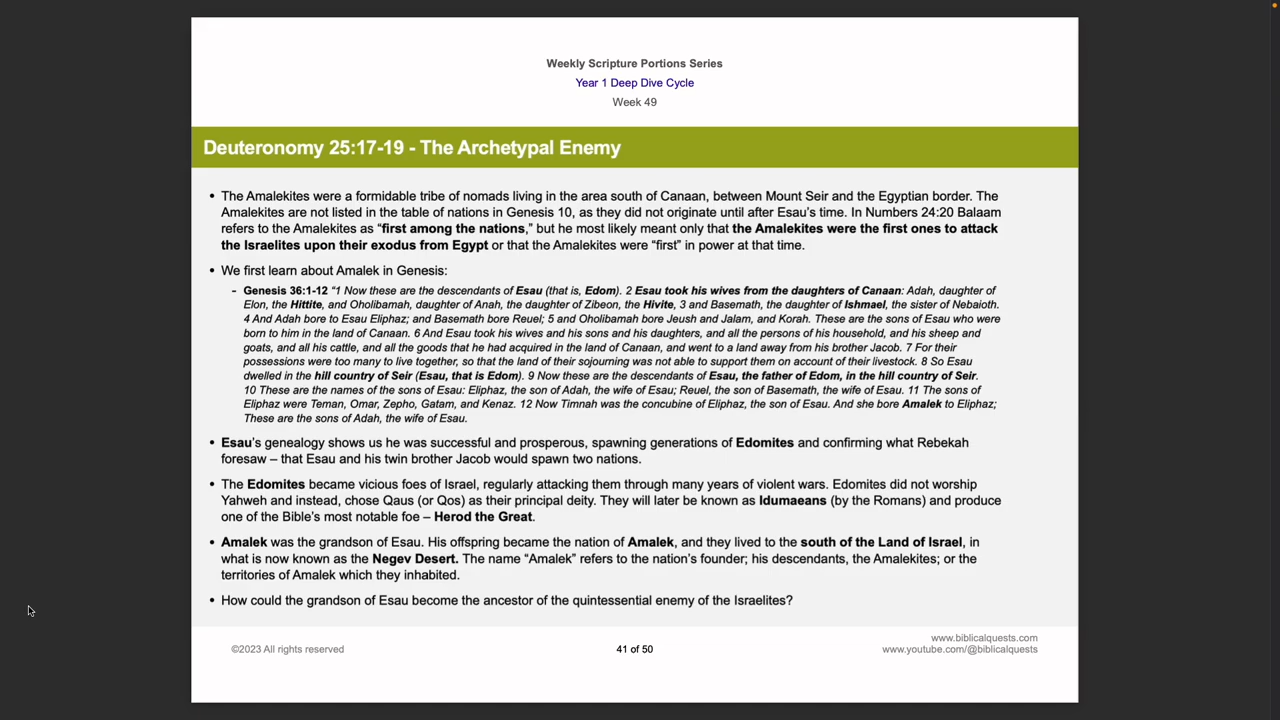 Weekly Scripture Portions Series
Year 1 Deep Dive Cycle
Week 49
Deuteronomy 25:17-19 - The Archetypal Enemy
• The Amalekites were a formidable tribe of nomads living in the area south of Canaan, between Mount Seir and the Egyptian border. The
Amalekites are not listed in the table of nations in Genesis 10, as they did not originate until after Esau's time. In Numbers 24:20 Balaam
refers to the Amalekites as “first among the nations,” but he most likely meant only that the Amalekites were the first ones to attack
the Israelites upon their exodus from Egypt or that the Amalekites were “first” in power at that time.
• We first learn about Amalek in Genesis:
– Genesis 36:1-12 “1 Now these are the descendants of Esau (that is, Edom). 2 Esau took his wives from the daughters of Canaan: Adah, daughter of
Elon, the Hittite, and Oholibamah, daughter of Anah, the daughter of Zibeon, the Hivite, 3 and Basemath, the daughter of Ishmael, the sister of Nebaioth.
4 And Adah bore to Esau Eliphaz; and Basemath bore Reuel; 5 and Oholibamah bore Jeush and Jalam, and Korah. These are the sons of Esau who were
born to him in the land of Canaan. 6 And Esau took his wives and his sons and his daughters, and all the persons of his household, and his sheep and
goats, and all his cattle, and all the goods that he had acquired in the land of Canaan, and went to a land away from his brother Jacob. 7 For their
possessions were too many to live together, so that the land of their sojourning was not able to support them on account of their livestock. 8 So Esau
dwelled in the hill country of Seir (Esau, that is Edom). 9 Now these are the descendants of Esau, the father of Edom, in the hill country of Seir.
10 These are the names of the sons of Esau: Eliphaz, the son of Adah, the wife of Esau; Reuel, the son of Basemath, the wife of Esau. 11 The sons of
Eliphaz were Teman, Omar, Zepho, Gatam, and Kenaz. 12 Now Timnah was the concubine of Eliphaz, the son of Esau. And she bore Amalek to Eliphaz;
These are the sons of Adah, the wife of Esau.
• Esau's genealogy shows us he was successful and prosperous, spawning generations of Edomites and confirming what Rebekah
foresaw – that Esau and his twin brother Jacob would spawn two nations.
• The Edomites became vicious foes of Israel, regularly attacking them through many years of violent wars. Edomites did not worship
Yahweh and instead, chose Qaus (or Qos) as their principal deity. They will later be known as Idumaeans (by the Romans) and produce
one of the Bible's most notable foe – Herod the Great.
• Amalek was the grandson of Esau. His offspring became the nation of Amalek, and they lived to the south of the Land of Israel, in
what is now known as the Negev Desert. The name “Amalek” refers to the nation's founder; his descendants, the Amalekites; or the
territories of Amalek which they inhabited.
• How could the grandson of Esau become the ancestor of the quintessential enemy of the Israelites?
©2023 All rights reserved
41 of 50
www.biblicalquests.com
www.youtube.com/@biblicalquests